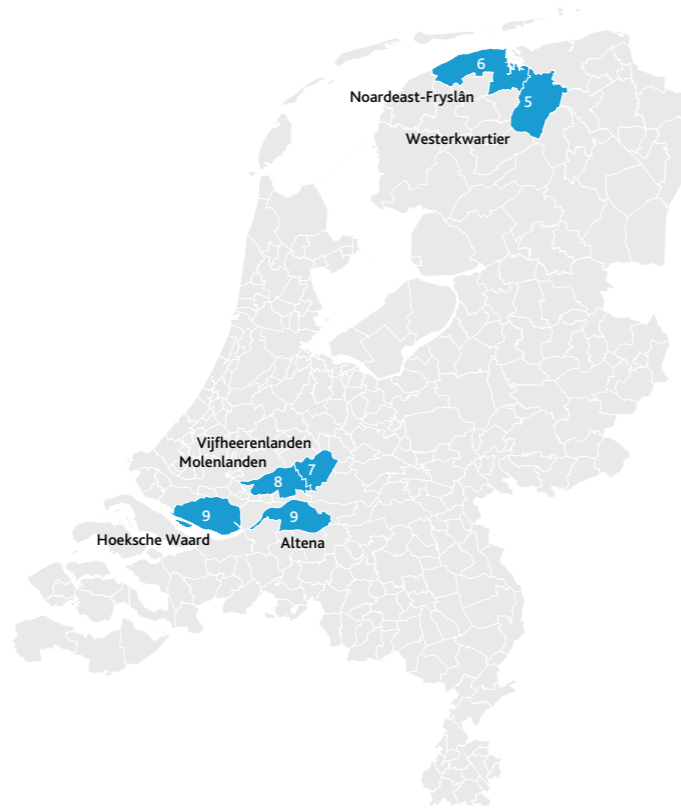 6
5
Noardeast-Fryslân
Westerkwartier
Vijfheerenlanden
Molenlanden
7
8
9
9
Hoeksche Waard
Altena